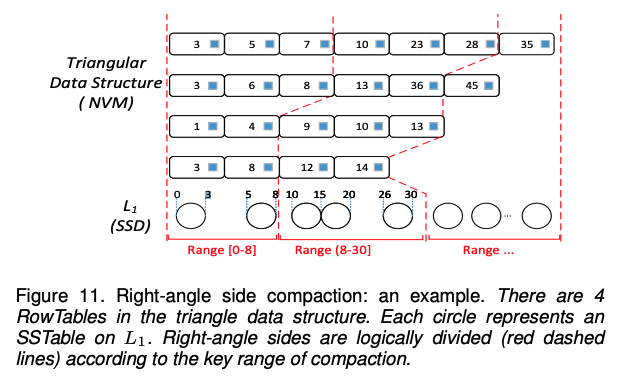 3 5 7 10 23 28 35
Triangular
Data Structure
( NVM)
3 6 8 13 36 45
1 4 9 10 13
3 8 12 14
0 3 5 8 10 15 20 26 30
L1
(SSD)
...
Range [0-8] Range (8-30] Range ...
Figure 11. Right-angle side compaction: an example. There are 4
RowTables in the triangle data structure. Each circle represents an
SSTable on L1. Right-angle sides are logically divided (red dashed
lines) according to the key range of compaction.